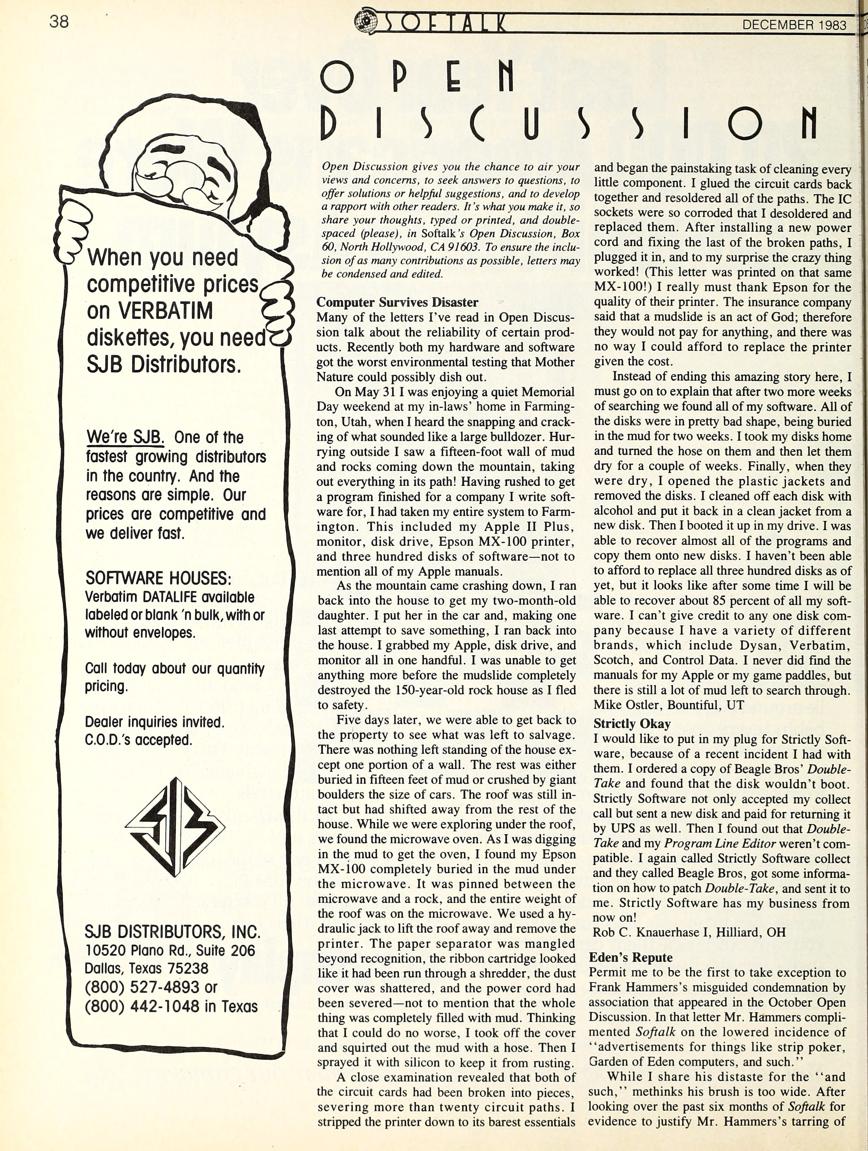 38
SOFTALK
DECEMBER 1983
OPEN
DISCUSSION
When you need
competitive prices
on VERBATIM
diskettes, you need
SJB Distributors.
We're SJB. One of the
fastest growing distributors
in the country. And the
reasons are simple. Our
prices are competitive and
we deliver fast.
SOFTWARE HOUSES:
Verbatim DATALIFE available
labeled or blank 'n bulk, with or
without envelopes.
Call today about our quantity
pricing.
Dealer inquiries invited.
C.O.D.'s accepted.
SJB
SJB DISTRIBUTORS, INC.
10520 Plano Rd., Suite 206
Dallas, Texas 75238
(800) 527-4893 or
(800) 442-1048 in Texas
Open Discussion gives you the chance to air your
views and concerns, to seek answers to questions, to
offer solutions or helpful suggestions, and to develop
a rapport with other readers. It's what you make it, so
share your thoughts, typed or printed, and double-
spaced (please), in Softalk's Open Discussion, Box
60, North Hollywood, CA 91603. To ensure the inclu-
sion of as many contributions as possible, letters may
be condensed and edited.
Computer Survives Disaster
Many of the letters I've read in Open Discus-
sion talk about the reliability of certain prod-
ucts. Recently both my hardware and software
got the worst environmental testing that Mother
Nature could possibly dish out.
On May 31 I was enjoying a quiet Memorial
Day weekend at my in-laws' home in Farming-
ton, Utah, when I heard the snapping and crack-
ing of what sounded like a large bulldozer. Hur-
rying outside I saw a fifteen-foot wall of mud
and rocks coming down the mountain, taking
out everything in its path! Having rushed to get
a program finished for a company I write soft-
ware for, I had taken my entire system to Farm-
ington. This included my Apple II Plus,
monitor, disk drive, Epson MX-100 printer,
and three hundred disks of software—not to
mention all of my Apple manuals.
As the mountain came crashing down, I ran
back into the house to get my two-month-old
daughter. I put her in the car and, making one
last attempt to save something, I ran back into
the house. I grabbed my Apple, disk drive, and
monitor all in one handful. I was unable to get
anything more before the mudslide completely
destroyed the 150-year-old rock house as I fled
to safety.
Five days later, we were able to get back to
the property to see what was left to salvage.
There was nothing left standing of the house ex-
cept one portion of a wall. The rest was either
buried in fifteen feet of mud or crushed by giant
boulders the size of cars. The roof was still in-
tact but had shifted away from the rest of the
house. While we were exploring under the roof,
we found the microwave oven. As I was digging
in the mud to get the oven, I found my Epson
MX-100 completely buried in the mud under
the microwave. It was pinned between the
microwave and a rock, and the entire weight of
the roof was on the microwave. We used a hy-
draulic jack to lift the roof away and remove the
printer. The paper separator was mangled
beyond recognition, the ribbon cartridge looked
like it had been run through a shredder, the dust
cover was shattered, and the power cord had
been severed—not to mention that the whole
thing was completely filled with mud. Thinking
that I could do no worse, I took off the cover
and squirted out the mud with a hose. Then I
sprayed it with silicon to keep it from rusting.
A close examination revealed that both of
the circuit cards had been broken into pieces,
severing more than twenty circuit paths. I
stripped the printer down to its barest essentials
and began the painstaking task of cleaning every
little component. I glued the circuit cards back
together and resoldered all of the paths. The IC
sockets were so corroded that I desoldered and
replaced them. After installing a new power
cord and fixing the last of the broken paths, I
plugged it in, and to my surprise the crazy thing
worked! (This letter was printed on that same
MX-100!) I really must thank Epson for the
quality of their printer. The insurance company
said that a mudslide is an act of God; therefore
they would not pay for anything, and there was
no way I could afford to replace the printer
given the cost.
Instead of ending this amazing story here, I
must go on to explain that after two more weeks
of searching we found all of my software. All of
the disks were in pretty bad shape, being buried
in the mud for two weeks. I took my disks home
and turned the hose on them and then let them
dry for a couple of weeks. Finally, when they
were dry, I opened the plastic jackets and
removed the disks. I cleaned off each disk with
alcohol and put it back in a clean jacket from a
new disk. Then I booted it up in my drive. I was
able to recover almost all of the programs and
copy them onto new disks. I haven't been able
to afford to replace all three hundred disks as of
yet, but it looks like after some time I will be
able to recover about 85 percent of all my soft-
ware. I can't give credit to any one disk com-
pany because I have a variety of different
brands, which include Dysan, Verbatim,
Scotch, and Control Data. I never did find the
manuals for my Apple or my game paddles, but
there is still a lot of mud left to search through.
Mike Ostler, Bountiful, UT
Strictly Okay
I would like to put in my plug for Strictly Soft-
ware, because of a recent incident I had with
them. I ordered a copy of Beagle Bros' Double-
Take and found that the disk wouldn't boot.
Strictly Software not only accepted my collect
call but sent a new disk and paid for returning it
by UPS as well. Then I found out that Double-
Take and my Program Line Editor weren't com-
patible. I again called Strictly Software collect
and they called Beagle Bros, got some informa-
tion on how to patch Double-Take, and sent it to
me. Strictly Software has my business from
now on!
Rob C. Knauerhase I, Hilliard, OH
Eden's Repute
Permit me to be the first to take exception to
Frank Hammers's misguided condemnation by
association that appeared in the October Open
Discussion. In that letter Mr. Hammers compli-
mented Softalk on the lowered incidence of
"advertisements for things like strip poker,
Garden of Eden computers, and such."
While I share his distaste for the "and
such," methinks his brush is too wide. After
looking over the past six months of Softalk for
evidence to justify Mr. Hammers's tarring of